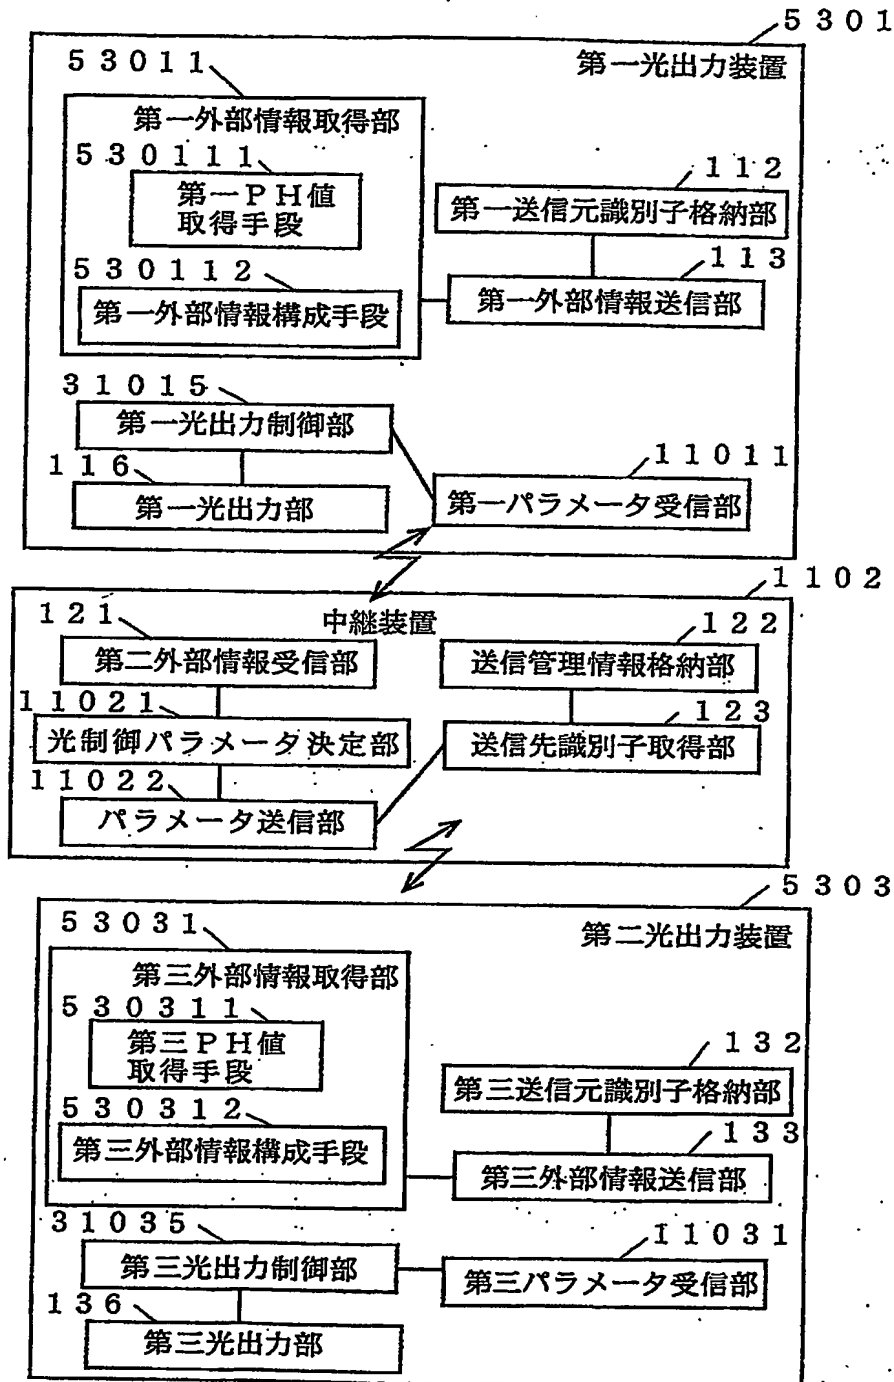 ５３０１
第一光出力装置
５３０１１
第一外部情報取得部
５３０１１１
第一ＰＨ値
取得手段
１１２
第一送信元識別子格納部
５３０１１２
第一外部情報構成手段
１１３
第一外部情報送信部
３１０１５
第一光出力制御部
１１６
第一光出力部
１１０１１
第一パラメータ受信部
１１０２
中継装置
１２１
第二外部情報受信部
１２２
送信管理情報格納部
１１０２１
光制御パラメータ決定部
１２３
送信先識別子取得部
１１０２２
パラメータ送信部
５３０３
第二光出力装置
５３０３１
第三外部情報取得部
５３０３１１
第三ＰＨ値
取得手段
１３２
第三送信元識別子格納部
５３０３１２
第三外部情報構成手段
１３３
第三外部情報送信部
３１０３５
第三光出力制御部
１１０３１
第三パラメータ受信部
１３６
第三光出力部